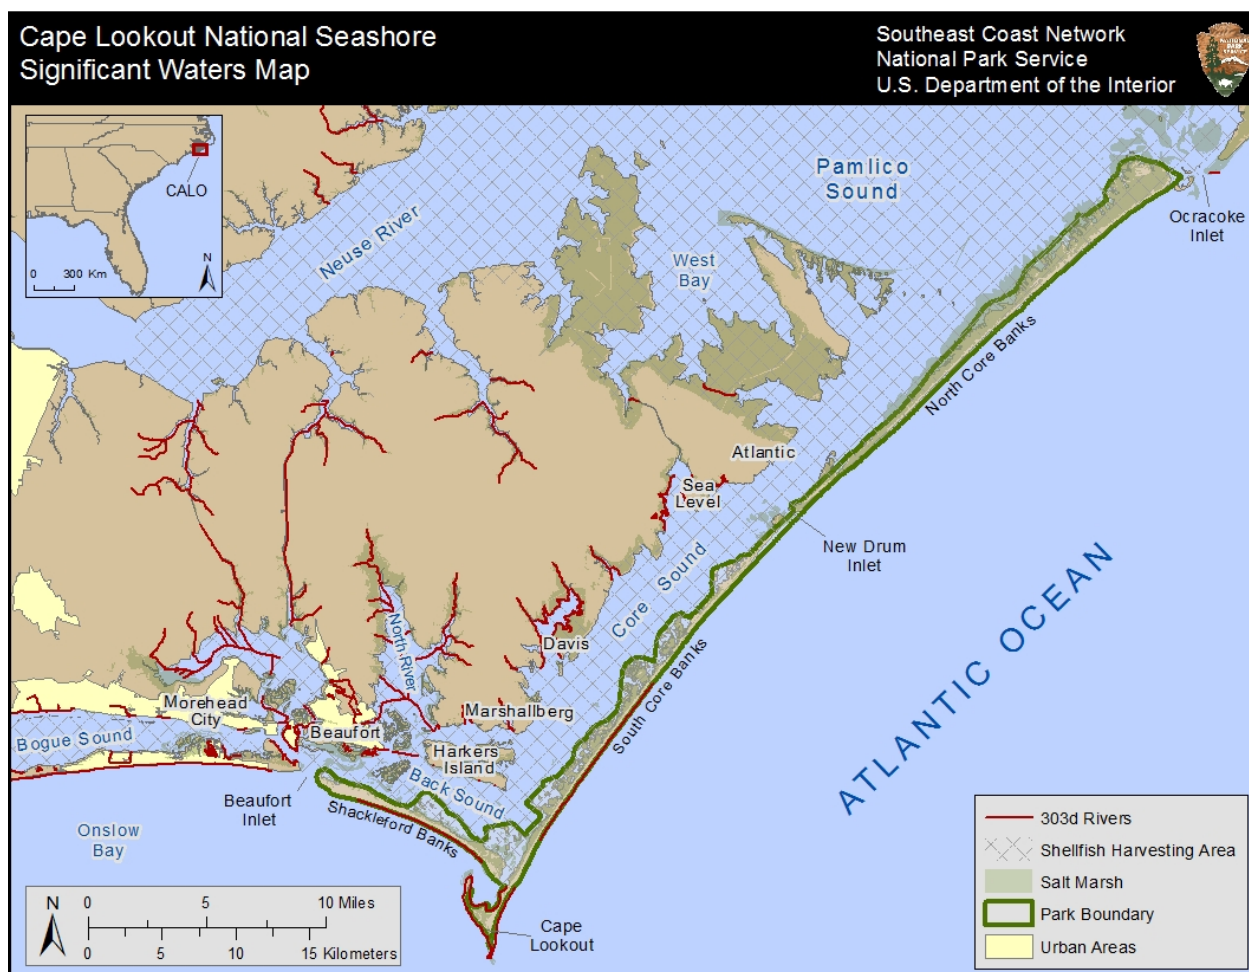 Cape Lookout National Seashore
Significant Waters Map
Southeast Coast Network
National Park Service
U.S. Department of the Interior
NATIONAL
PARK
SERVICE
CALO
0 300 Km
N
Pamlico
Sound
Ocracoke
Inlet
Neuse River
West
Bay
North Core Banks
Atlantic
Sea
Level
New Drum
Inlet
Core Sound
ATLANTIC OCEAN
North River
Davis
South Core Banks
Morehead
City
Marshallberg
Beaufort
Bogue Sound
Harkers
Island
Back Sound
Beaufort
Inlet
Shackleford Banks
Onslow
Bay
Cape
Lookout
N
0 5 10 Miles
0 5 10 15 Kilometers
303d Rivers
Shellfish Harvesting Area
Salt Marsh
Park Boundary
Urban Areas